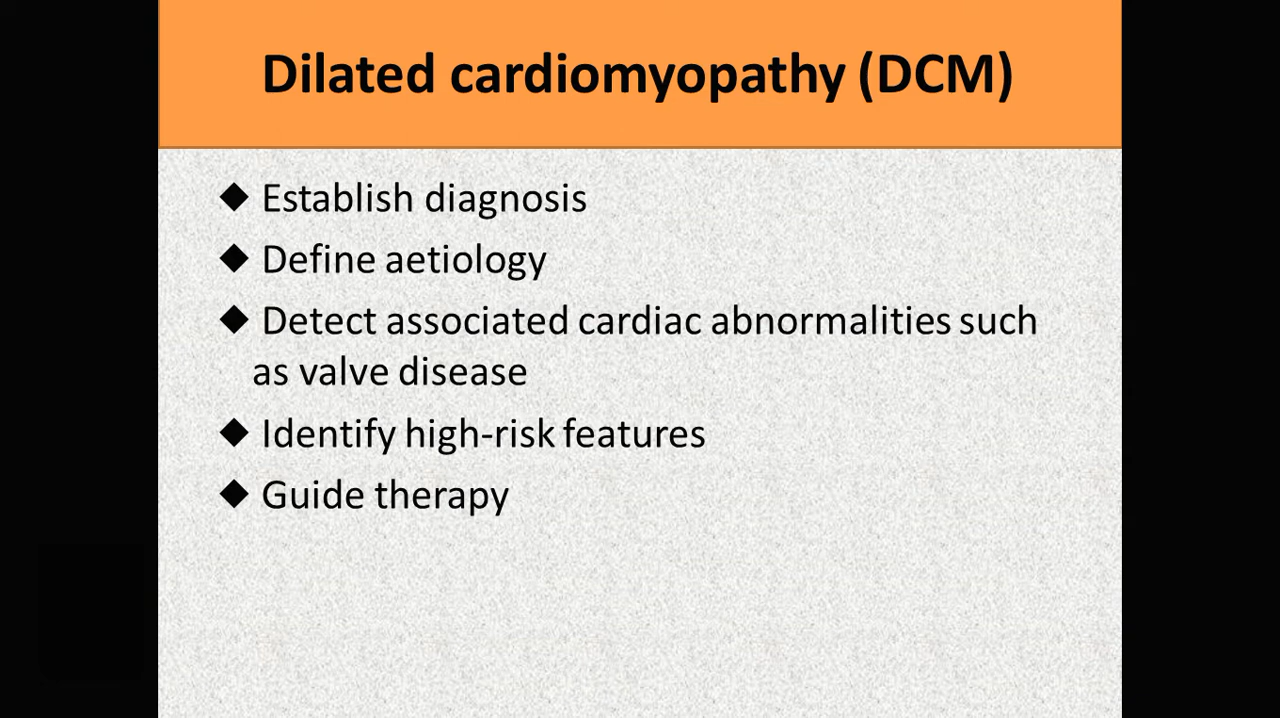 Dilated cardiomyopathy (DCM)
◆ Establish diagnosis
◆ Define aetiology
◆ Detect associated cardiac abnormalities such
as valve disease
◆ Identify high-risk features
◆ Guide therapy